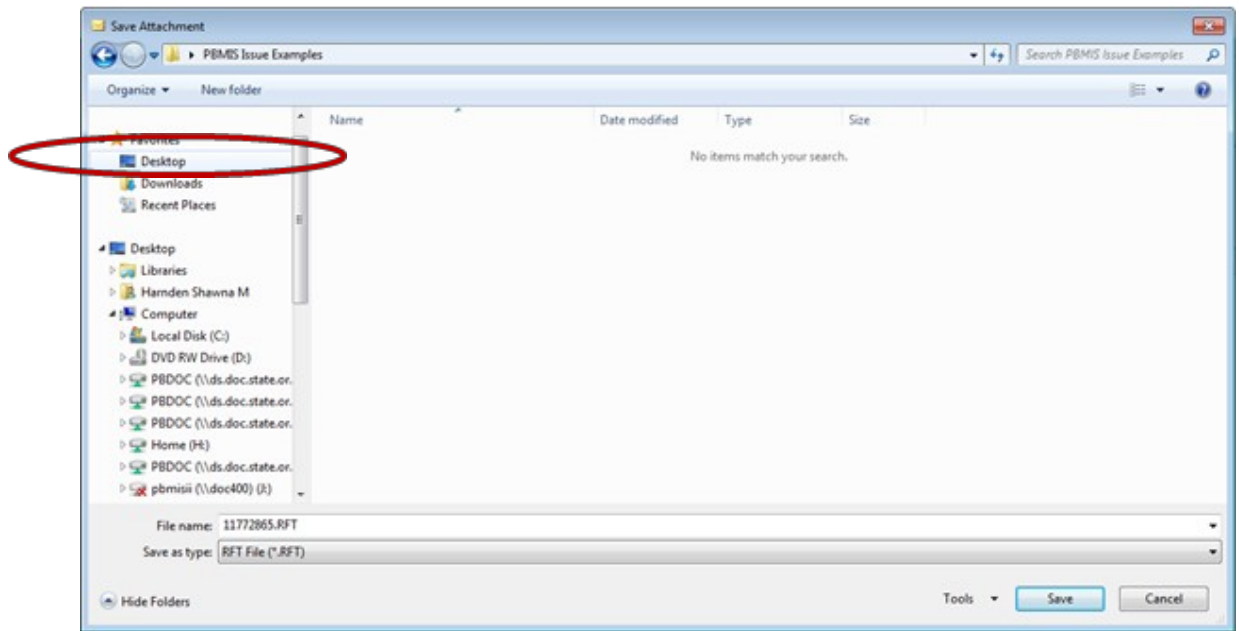 Save Attachment
PBMIS Issue Examples
Search PBMIS Issue Examples
Organize New folder
Name Date modified Type Size
No items match your search.
Favorites
Desktop
Downloads
Recent Places
Desktop
Libraries
Harnden Shawna M
Computer
Local Disk (C:)
DVD RW Drive (D:)
PBDOC (\\ds.doc.state.or.
PBDOC (\\ds.doc.state.or.
PBDOC (\\ds.doc.state.or.
Home (H:)
PBDOC (\\ds.doc.state.or.
pbmisii (\\doc400) (J:)
File name: 11772865.RFT
Save as type: RFT File (*.RFT)
Hide Folders Tools Save Cancel